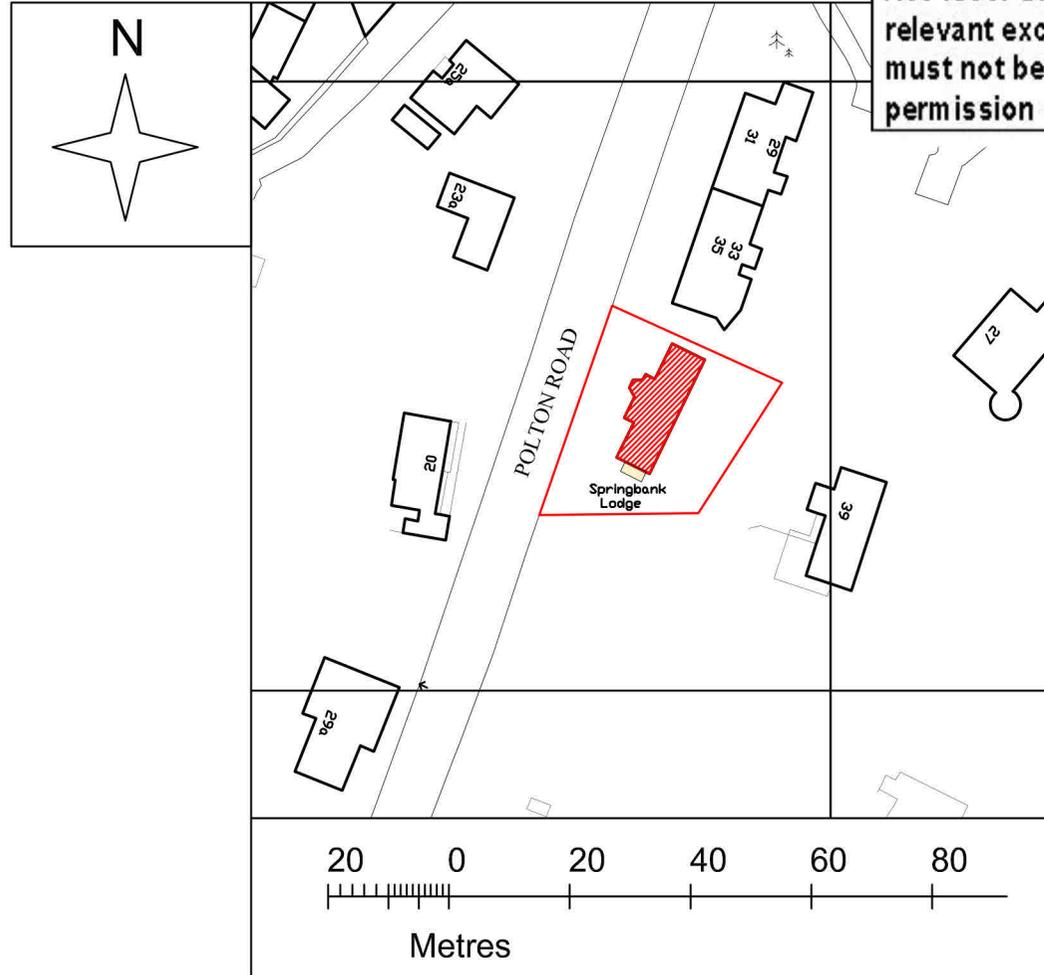 relevant exc
must not be
permission
N
25a
23a
31
29
35
33
27
POLTON ROAD
20
Springbank
Lodge
39
29a
20 0 20 40 60 80
Metres